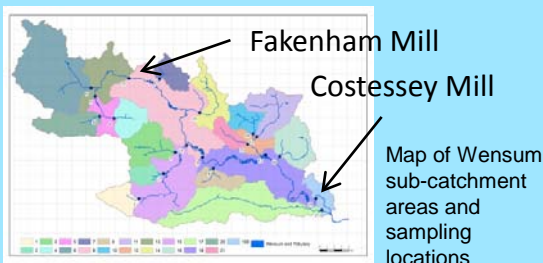 Fakenham Mill
Costessey Mill
Map of Wensum
sub-catchment
areas and
sampling
locations